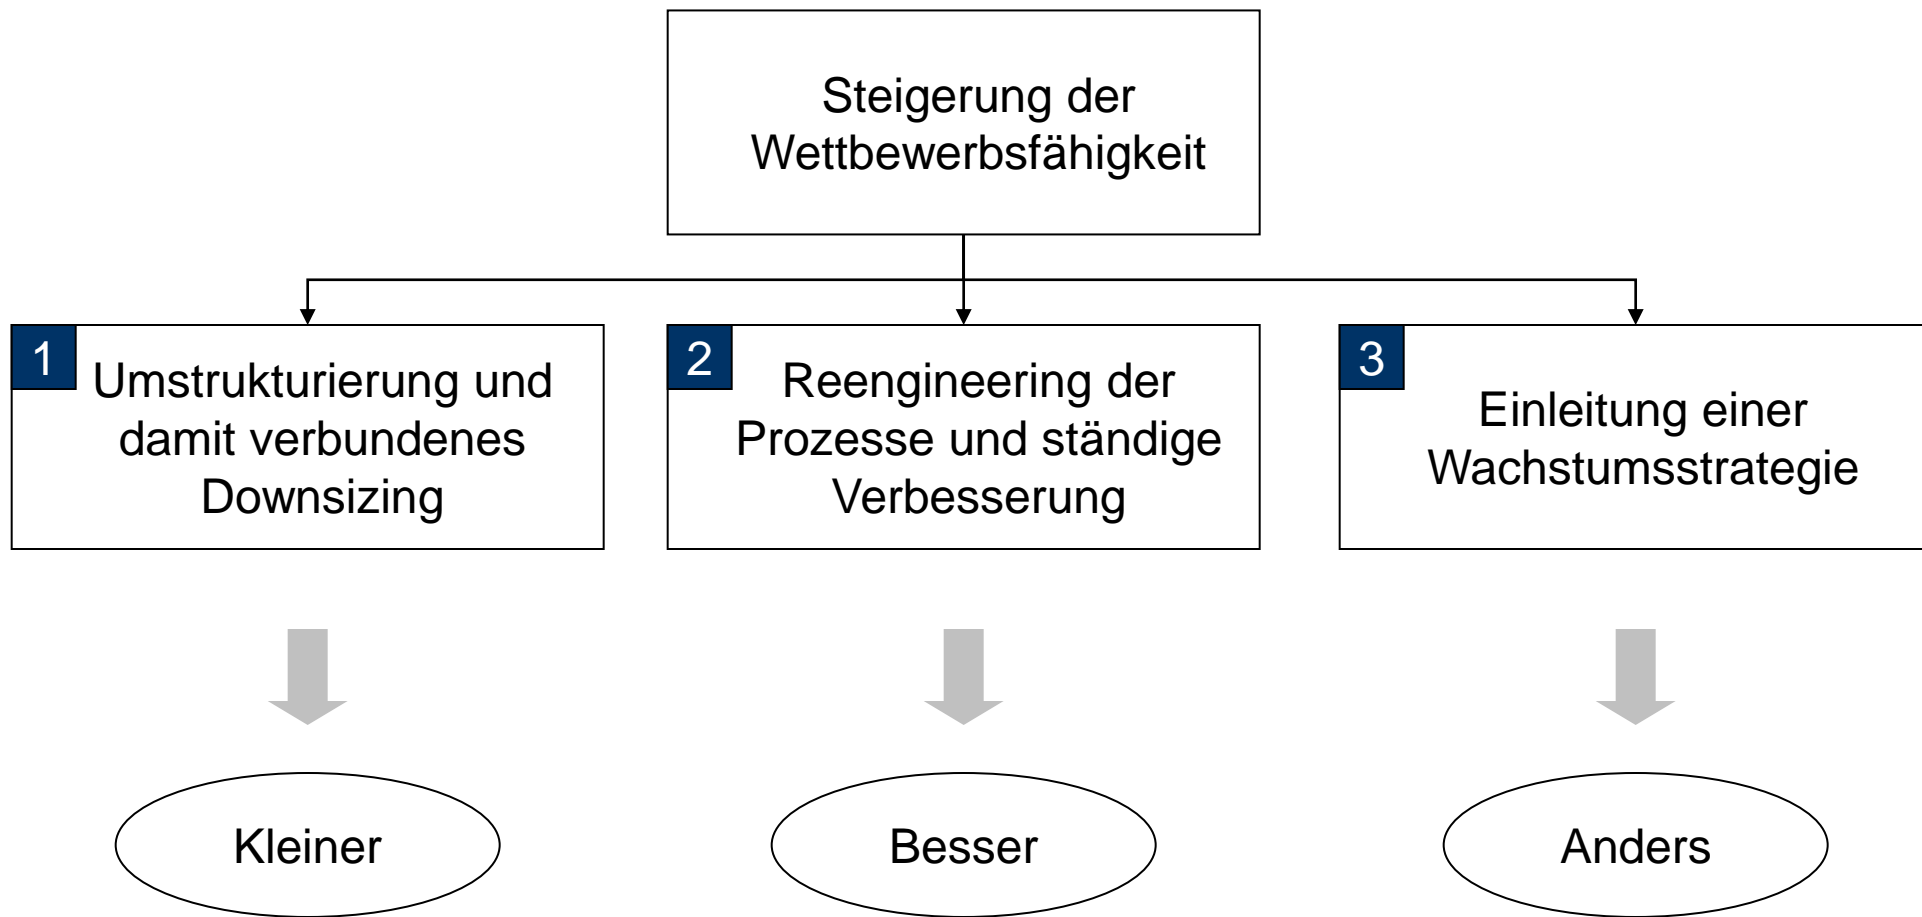 Steigerung der
Wettbewerbsfähigkeit
1
Umstrukturierung und
damit verbundenes
Downsizing
2
Reengineering der
Prozesse und ständige
Verbesserung
3
Einleitung einer
Wachstumsstrategie
Kleiner
Besser
Anders